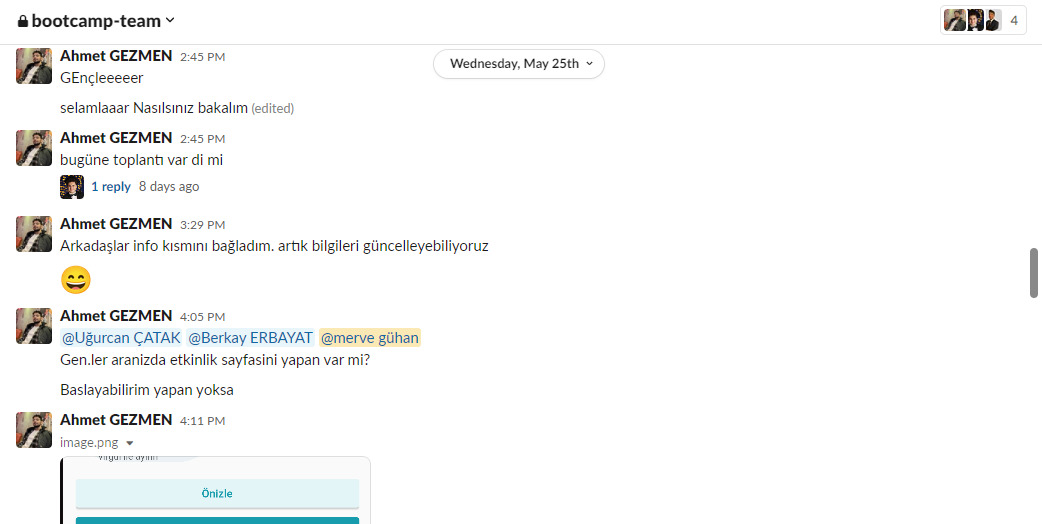 bootcamp-team
4
Wednesday, May 25th
Ahmet GEZMEN 2:45 PM
GEnçleeeeer
selamlaaar Nasılsınız bakalım (edited)
Ahmet GEZMEN 2:45 PM
bugüne toplantı var di mi
1 reply 8 days ago
Ahmet GEZMEN 3:29 PM
Arkadaşlar info kısmını bağladım. artık bilgileri güncelleyebiliyoruz
Ahmet GEZMEN 4:05 PM
@Uğurcan ÇATAK @Berkay ERBAYAT @merve gühan
Gen.ler aranizda etkinlik sayfasini yapan var mi?
Baslayabilirim yapan yoksa
Ahmet GEZMEN 4:11 PM
image.png
virgül ile ayırın
Önizle